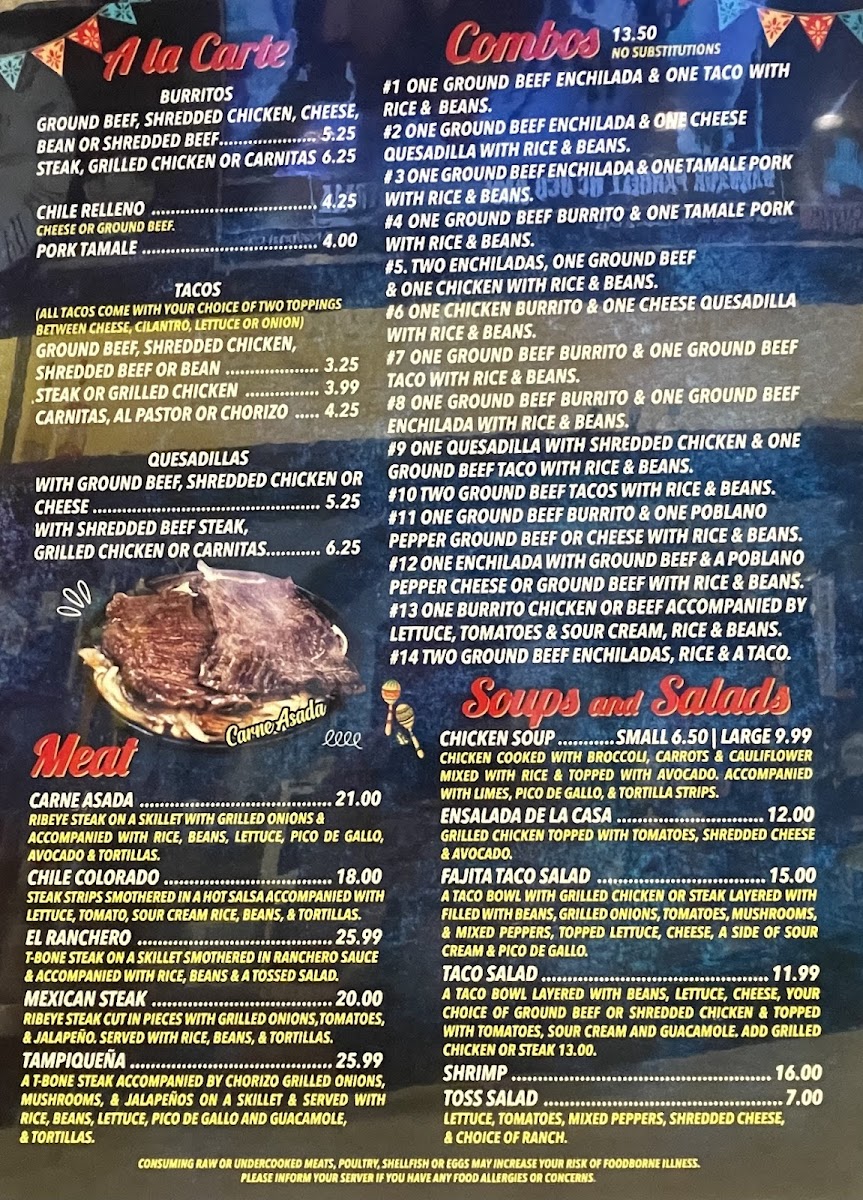 A la Carte
BURRITOS
GROUND BEEF, SHREDDED CHICKEN, CHEESE,
BEAN OR SHREDDED BEEF.................. 5.25
STEAK, GRILLED CHICKEN OR CARNITAS 6.25
CHILE RELLENO ................................. 4.25
CHEESE OR GROUND BEEF.
PORK TAMALE ................................... 4.00
TACOS
(ALL TACOS COME WITH YOUR CHOICE OF TWO TOPPINGS
BETWEEN CHEESE, CILANTRO, LETTUCE OR ONION)
GROUND BEEF, SHREDDED CHICKEN,
SHREDDED BEEF OR BEAN ................... 3.25
STEAK OR GRILLED CHICKEN ............... 3.99
CARNITAS, AL PASTOR OR CHORIZO ..... 4.25
QUESADILLAS
WITH GROUND BEEF, SHREDDED CHICKEN OR
CHEESE .............................................. 5.25
WITH SHREDDED BEEF STEAK,
GRILLED CHICKEN OR CARNITAS........... 6.25
Carne Asada
Meat
CARNE ASADA ...................................... 21.00
RIBEYE STEAK ON A SKILLET WITH GRILLED ONIONS &
ACCOMPANIED WITH RICE, BEANS, LETTUCE, PICO DE GALLO,
AVOCADO & TORTILLAS.
CHILE COLORADO ................................. 18.00
STEAK STRIPS SMOTHERED IN A HOT SALSA ACCOMPANIED WITH
LETTUCE, TOMATO, SOUR CREAM RICE, BEANS, & TORTILLAS.
EL RANCHERO ...................................... 25.99
T-BONE STEAK ON A SKILLET SMOTHERED IN RANCHERO SAUCE
& ACCOMPANIED WITH RICE, BEANS & A TOSSED SALAD.
MEXICAN STEAK ................................... 20.00
RIBEYE STEAK CUT IN PIECES WITH GRILLED ONIONS,TOMATOES,
& JALAPEÑO. SERVED WITH RICE, BEANS, & TORTILLAS.
TAMPIQUEÑA ....................................... 25.99
A T-BONE STEAK ACCOMPANIED BY CHORIZO GRILLED ONIONS,
MUSHROOMS, & JALAPEÑOS ON A SKILLET & SERVED WITH
RICE, BEANS, LETTUCE, PICO DE GALLO AND GUACAMOLE,
& TORTILLAS.
Combos 13.50
NO SUBSTITUTIONS
#1 ONE GROUND BEEF ENCHILADA & ONE TACO WITH
RICE & BEANS.
#2 ONE GROUND BEEF ENCHILADA & ONE CHEESE
QUESADILLA WITH RICE & BEANS.
#3 ONE GROUND BEEF ENCHILADA & ONE TAMALE PORK
WITH RICE & BEANS.
#4 ONE GROUND BEEF BURRITO & ONE TAMALE PORK
WITH RICE & BEANS.
#5. TWO ENCHILADAS, ONE GROUND BEEF
& ONE CHICKEN WITH RICE & BEANS.
#6 ONE CHICKEN BURRITO & ONE CHEESE QUESADILLA
WITH RICE & BEANS.
#7 ONE GROUND BEEF BURRITO & ONE GROUND BEEF
TACO WITH RICE & BEANS.
#8 ONE GROUND BEEF BURRITO & ONE GROUND BEEF
ENCHILADA WITH RICE & BEANS.
#9 ONE QUESADILLA WITH SHREDDED CHICKEN & ONE
GROUND BEEF TACO WITH RICE & BEANS.
#10 TWO GROUND BEEF TACOS WITH RICE & BEANS.
#11 ONE GROUND BEEF BURRITO & ONE POBLANO
PEPPER GROUND BEEF OR CHEESE WITH RICE & BEANS.
#12 ONE ENCHILADA WITH GROUND BEEF & A POBLANO
PEPPER CHEESE OR GROUND BEEF WITH RICE & BEANS.
#13 ONE BURRITO CHICKEN OR BEEF ACCOMPANIED BY
LETTUCE, TOMATOES & SOUR CREAM, RICE & BEANS.
#14 TWO GROUND BEEF ENCHILADAS, RICE & A TACO.
Soups and Salads
CHICKEN SOUP ...........SMALL 6.50 | LARGE 9.99
CHICKEN COOKED WITH BROCCOLI, CARROTS & CAULIFLOWER
MIXED WITH RICE & TOPPED WITH AVOCADO. ACCOMPANIED
WITH LIMES, PICO DE GALLO, & TORTILLA STRIPS.
ENSALADA DE LA CASA ............................. 12.00
GRILLED CHICKEN TOPPED WITH TOMATOES, SHREDDED CHEESE
& AVOCADO.
FAJITA TACO SALAD ................................. 15.00
A TACO BOWL WITH GRILLED CHICKEN OR STEAK LAYERED WITH
FILLED WITH BEANS, GRILLED ONIONS, TOMATOES, MUSHROOMS,
& MIXED PEPPERS, TOPPED LETTUCE, CHEESE, A SIDE OF SOUR
CREAM & PICO DE GALLO.
TACO SALAD ........................................... 11.99
A TACO BOWL LAYERED WITH BEANS, LETTUCE, CHEESE, YOUR
CHOICE OF GROUND BEEF OR SHREDDED CHICKEN & TOPPED
WITH TOMATOES, SOUR CREAM AND GUACAMOLE. ADD GRILLED
CHICKEN OR STEAK 13.00.
SHRIMP ................................................. 16.00
TOSS SALAD ............................................. 7.00
LETTUCE, TOMATOES, MIXED PEPPERS, SHREDDED CHEESE,
& CHOICE OF RANCH.
CONSUMING RAW OR UNDERCOOKED MEATS, POULTRY, SHELLFISH OR EGGS MAY INCREASE YOUR RISK OF FOODBORNE ILLNESS.
PLEASE INFORM YOUR SERVER IF YOU HAVE ANY FOOD ALLERGIES OR CONCERNS.